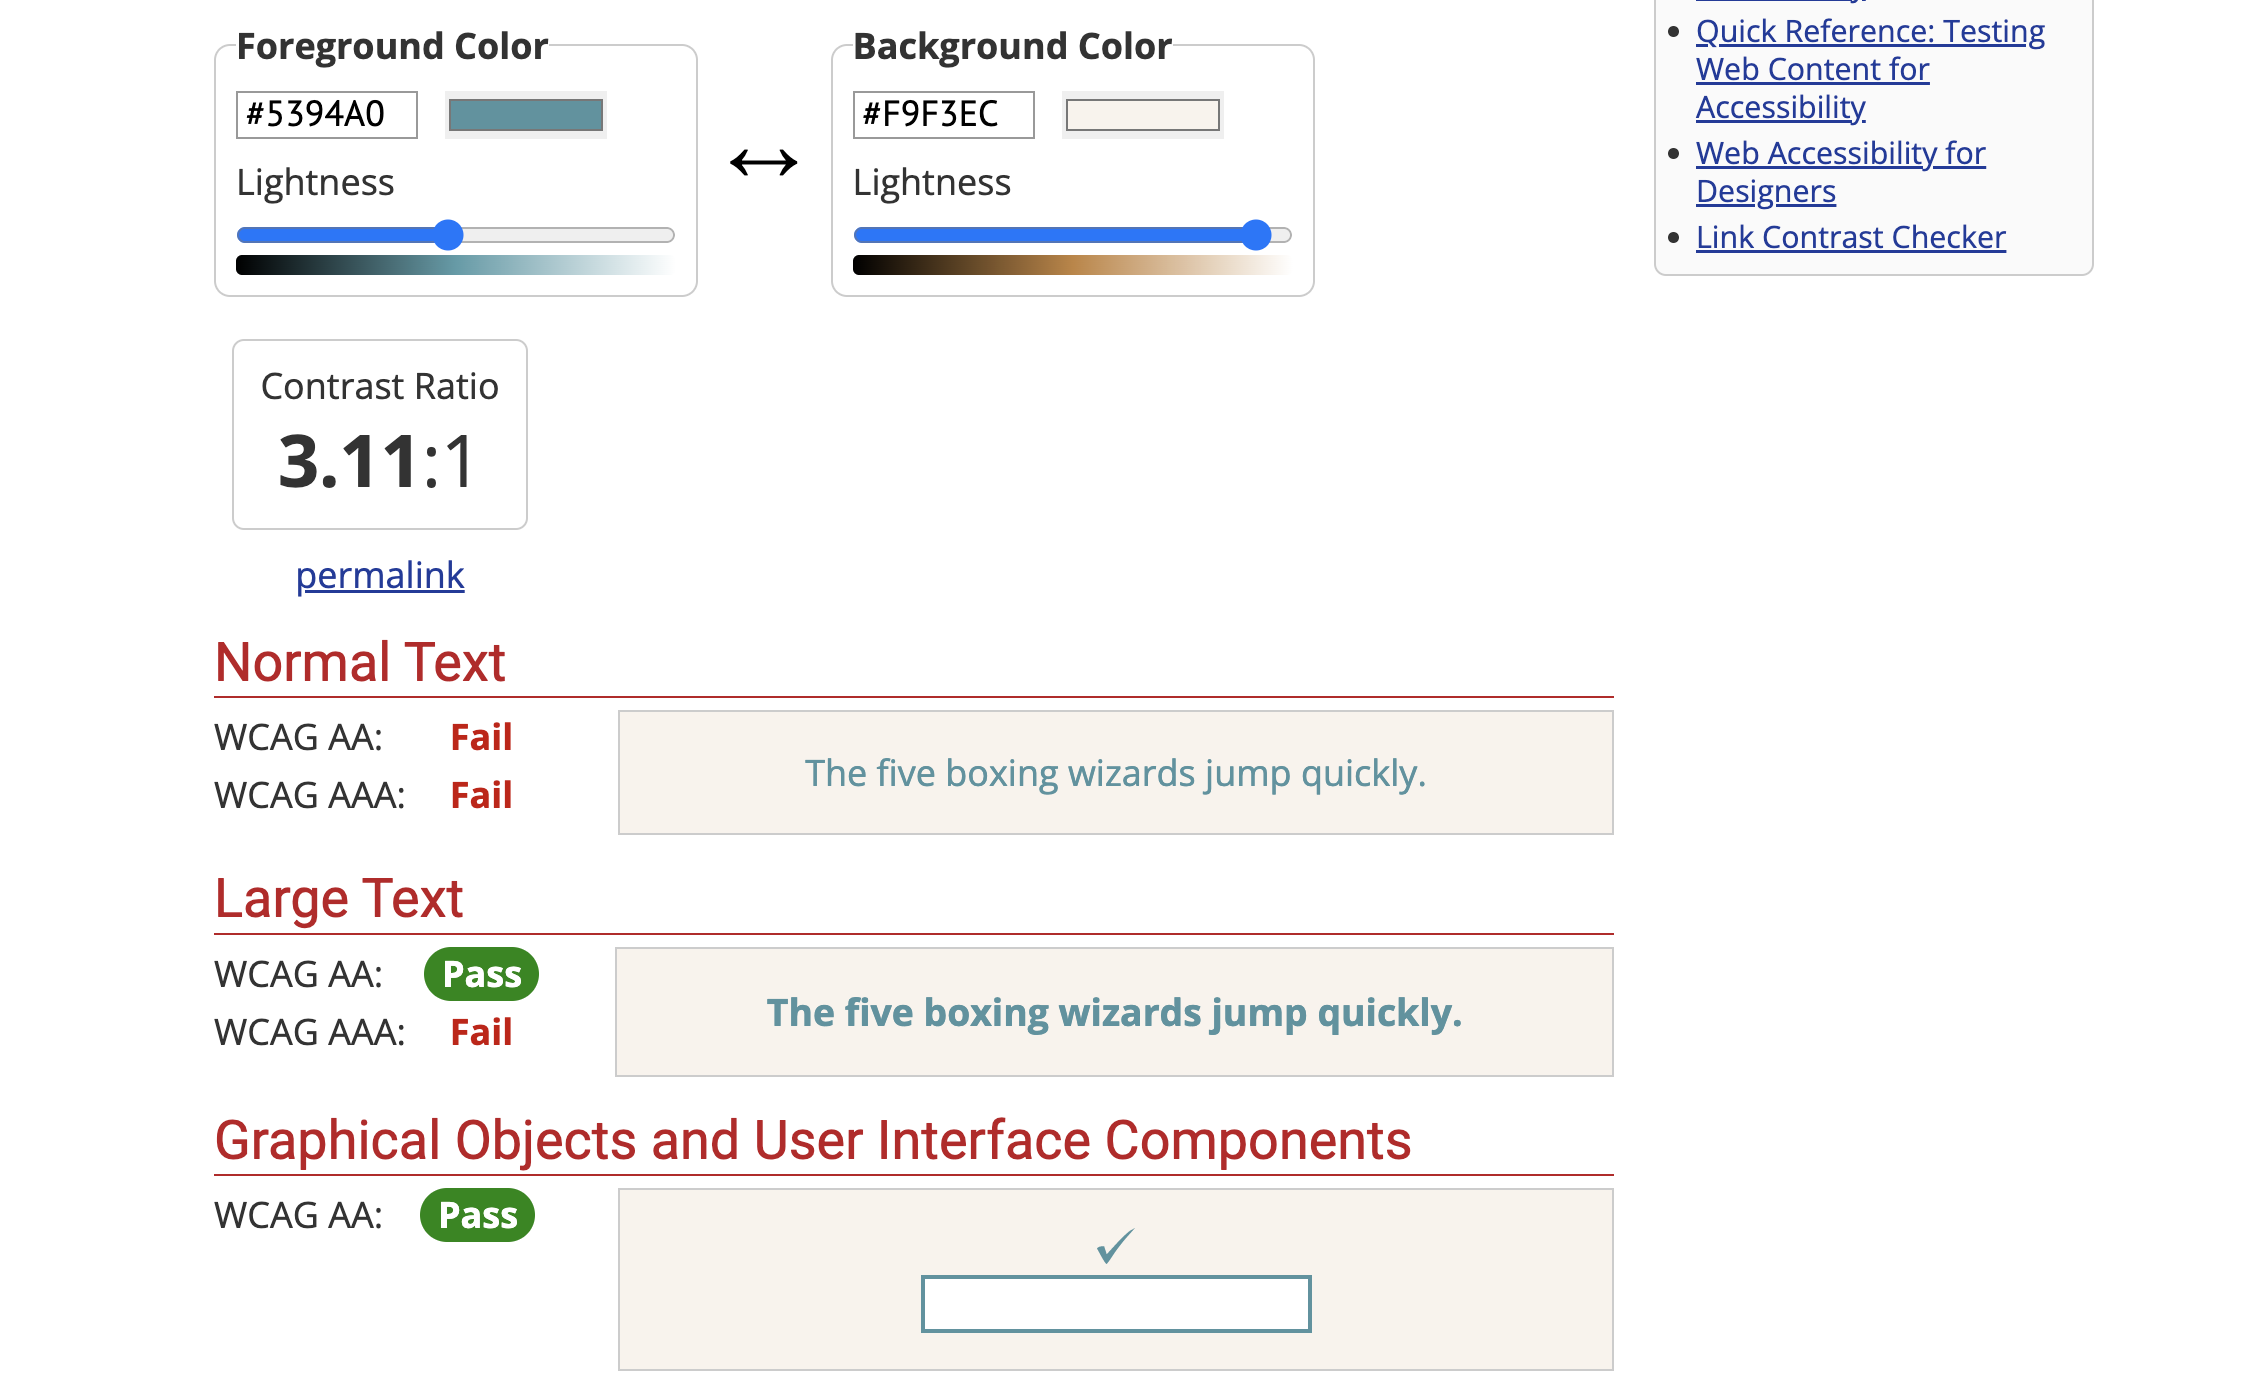 Foreground Color
#5394A0
Lightness
Background Color
#F9F3EC
Lightness
Quick Reference: Testing
Web Content for
Accessibility
Web Accessibility for
Designers
Link Contrast Checker
Contrast Ratio
3.11:1
permalink
Normal Text
WCAG AA: Fail
WCAG AAA: Fail
The five boxing wizards jump quickly.
Large Text
WCAG AA: Pass
WCAG AAA: Fail
The five boxing wizards jump quickly.
Graphical Objects and User Interface Components
WCAG AA: Pass